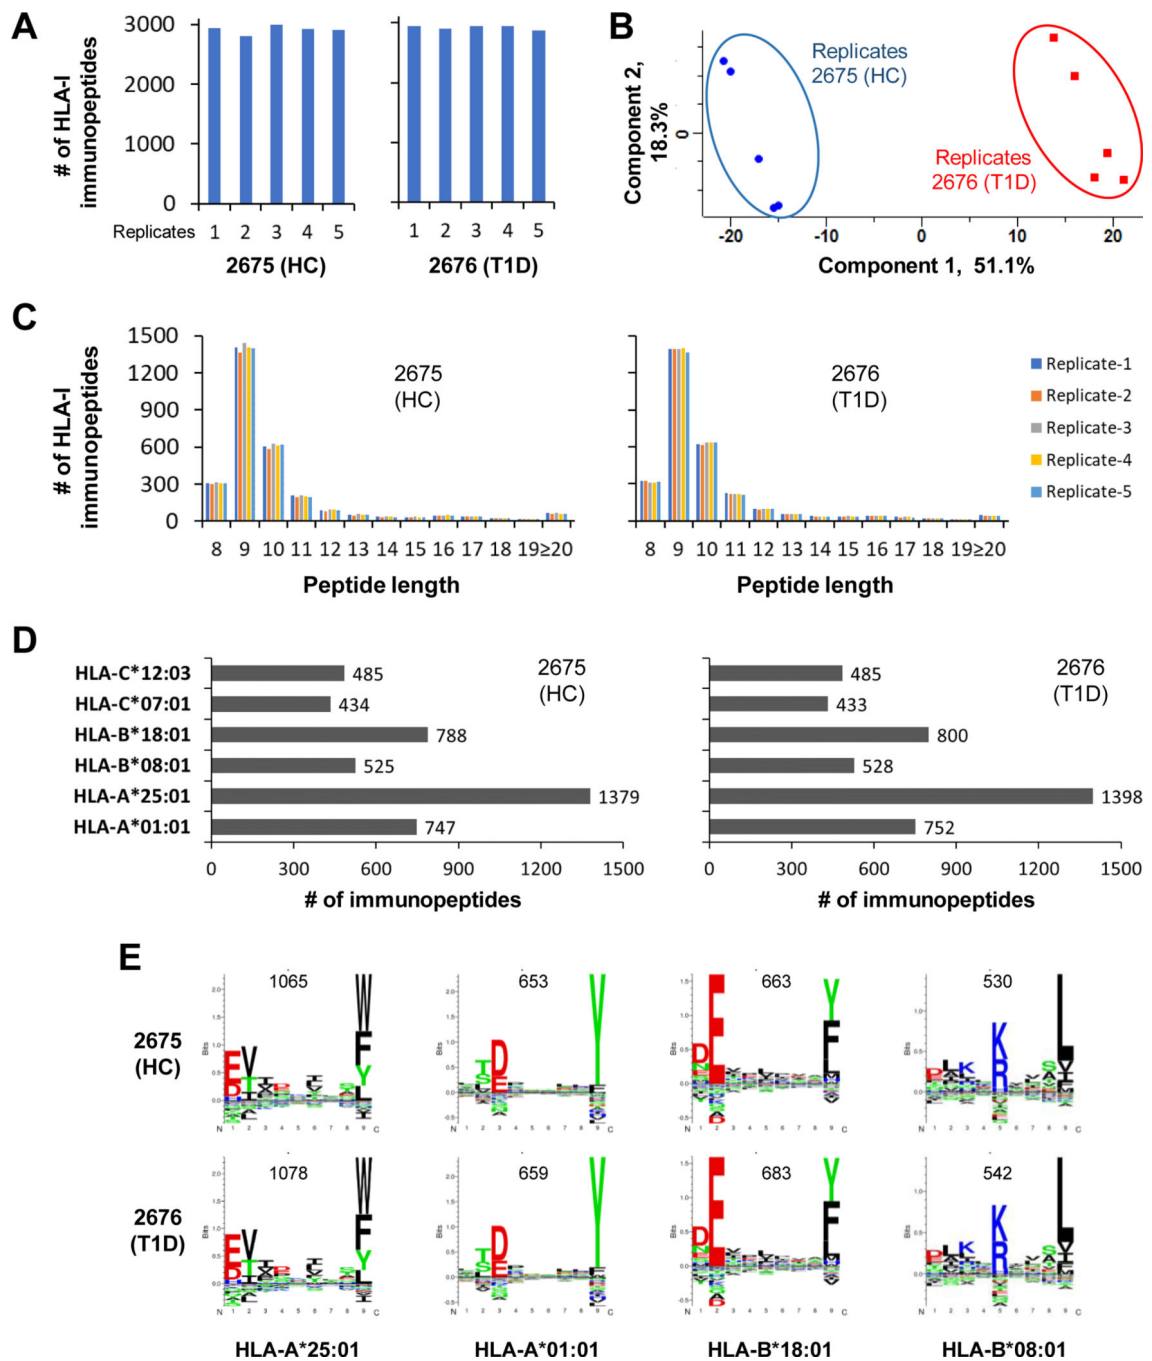 A
# of HLA-I
immunopeptides
3000
2000
1000
0
Replicates 1 2 3 4 5
2675 (HC)
1 2 3 4 5
2676 (T1D)
B
Component 2,
18.3%
0
Replicates
2675 (HC)
Replicates
2676 (T1D)
-20 -10 0 10 20
Component 1, 51.1%
C
# of HLA-I
immunopeptides
1500
1200
900
600
300
0
2675
(HC)
8 9 10 11 12 13 14 15 16 17 18 19≥20
Peptide length
2676
(T1D)
8 9 10 11 12 13 14 15 16 17 18 19≥20
Peptide length
Replicate-1
Replicate-2
Replicate-3
Replicate-4
Replicate-5
D
2675
(HC)
HLA-C*12:03 485
HLA-C*07:01 434
HLA-B*18:01 788
HLA-B*08:01 525
HLA-A*25:01 1379
HLA-A*01:01 747
0 300 600 900 1200 1500
# of immunopeptides
2676
(T1D)
485
433
800
528
1398
752
0 300 600 900 1200 1500
# of immunopeptides
E
2675
(HC)
1065
653
663
530
2676
(T1D)
1078
659
683
542
HLA-A*25:01
HLA-A*01:01
HLA-B*18:01
HLA-B*08:01